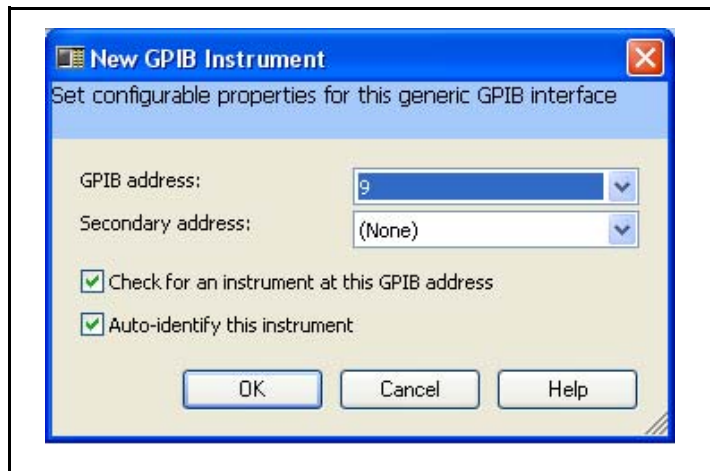 New GPIB Instrument
Set configurable properties for this generic GPIB interface
GPIB address: 9
Secondary address: (None)
Check for an instrument at this GPIB address
Auto-identify this instrument
OK Cancel Help